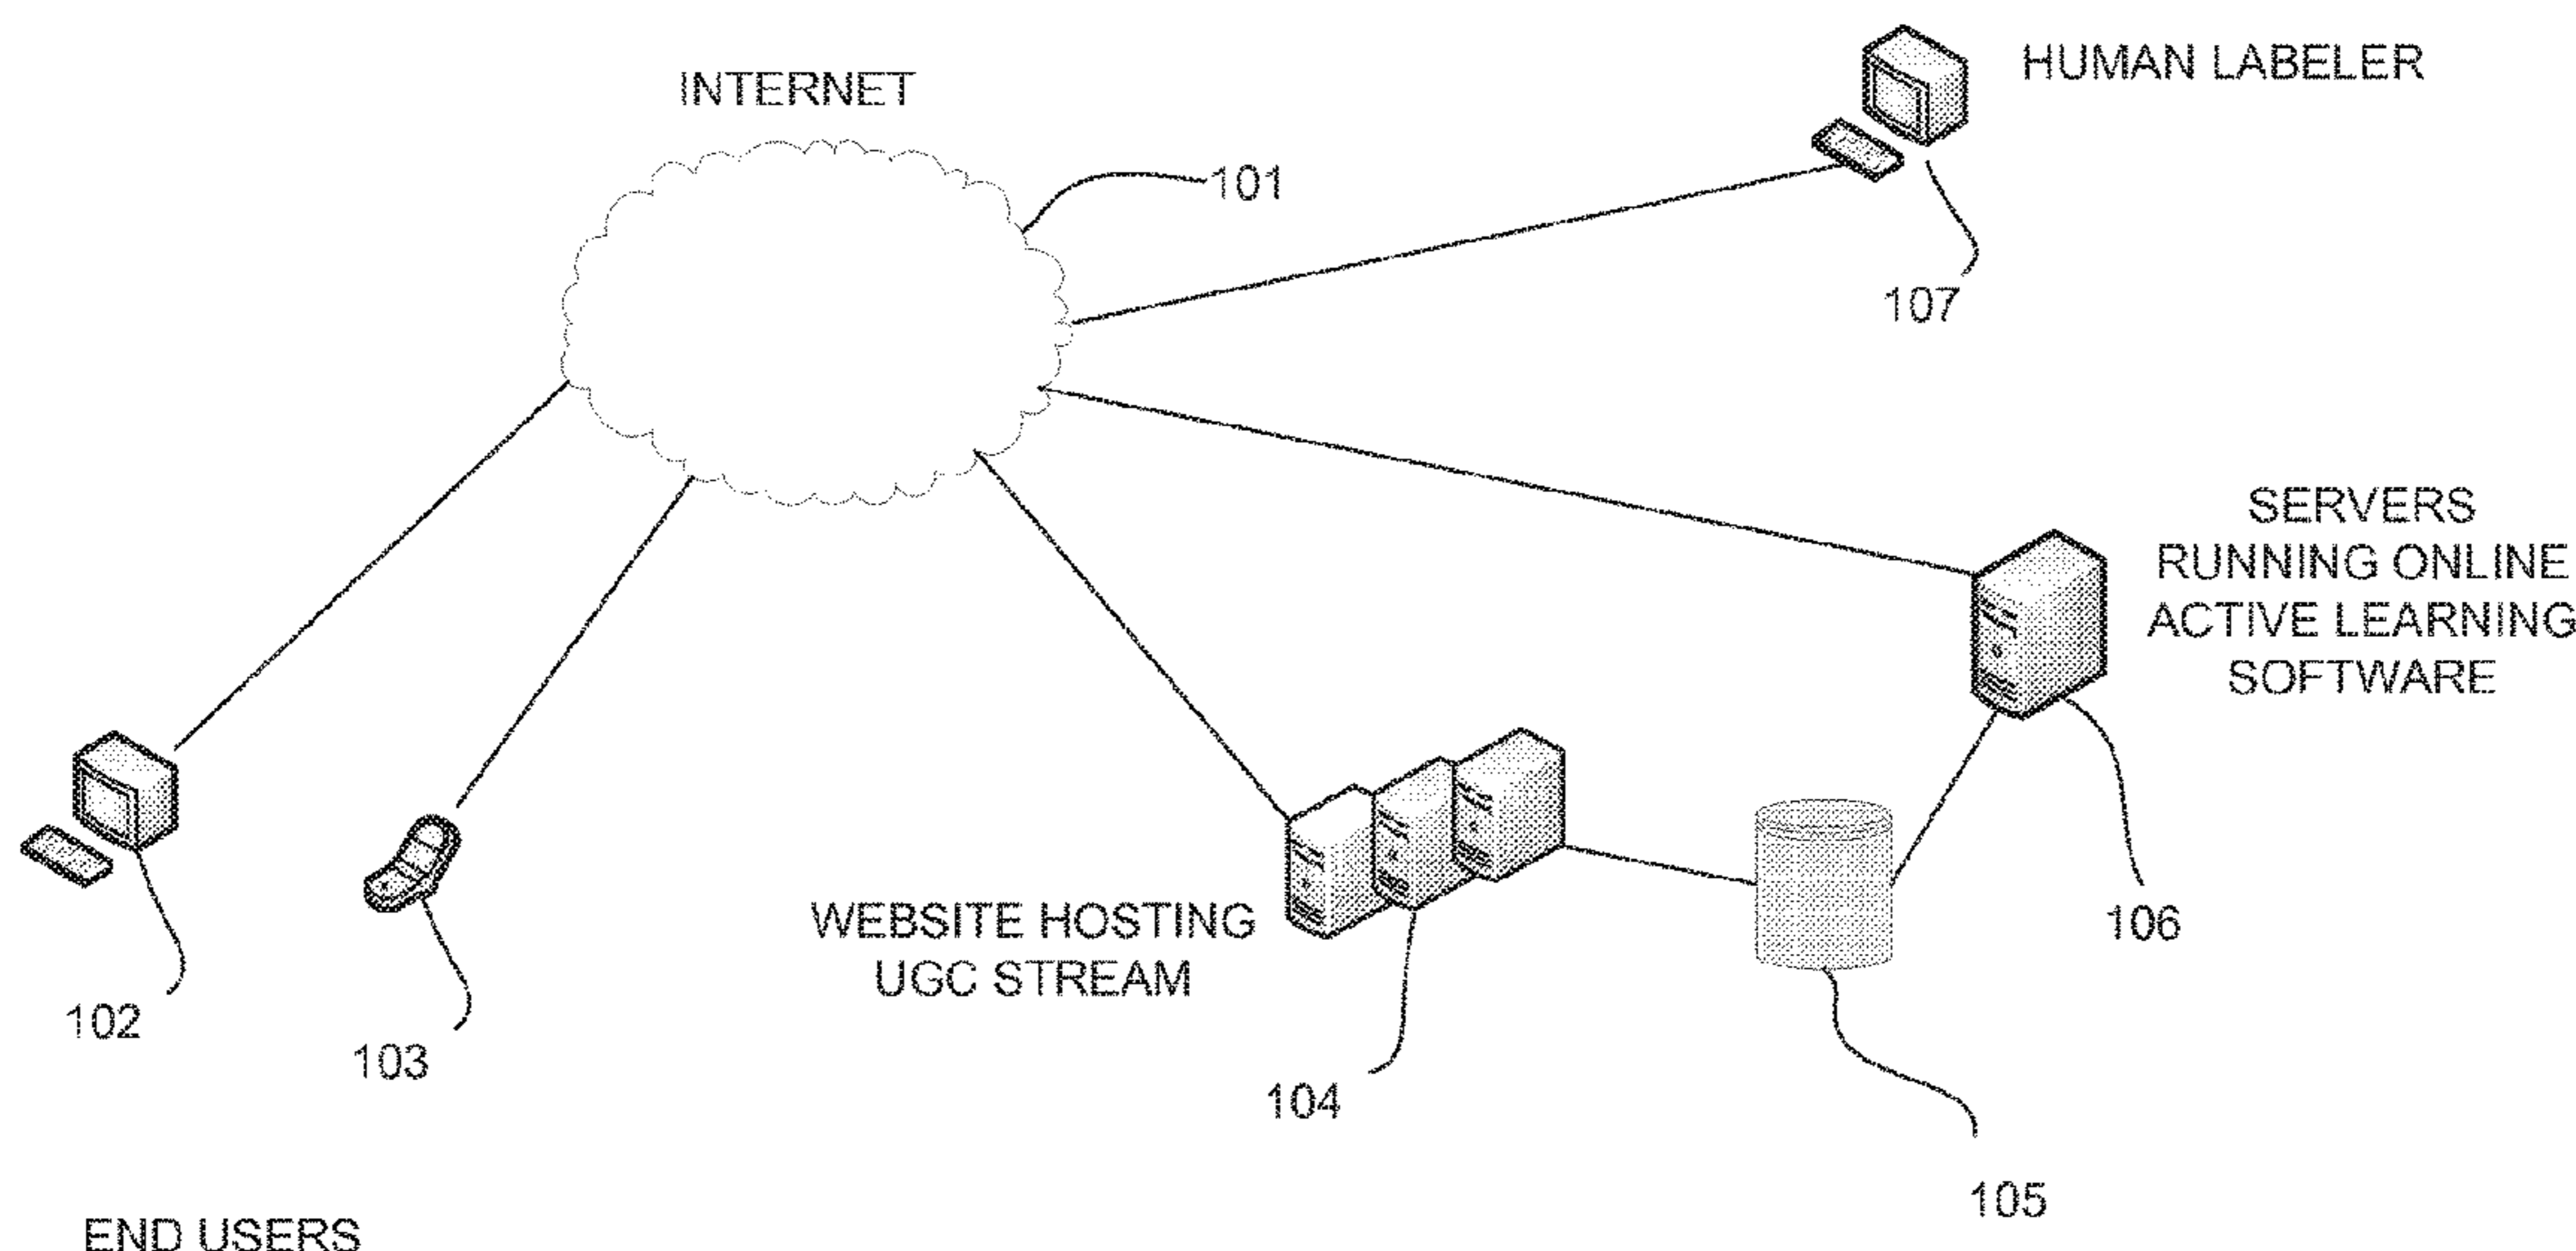 INTERNET
HUMAN LABELER
101
107
SERVERS
RUNNING ONLINE
ACTIVE LEARNING
SOFTWARE
WEBSITE HOSTING
UGC STREAM
106
102
103
104
105
END USERS